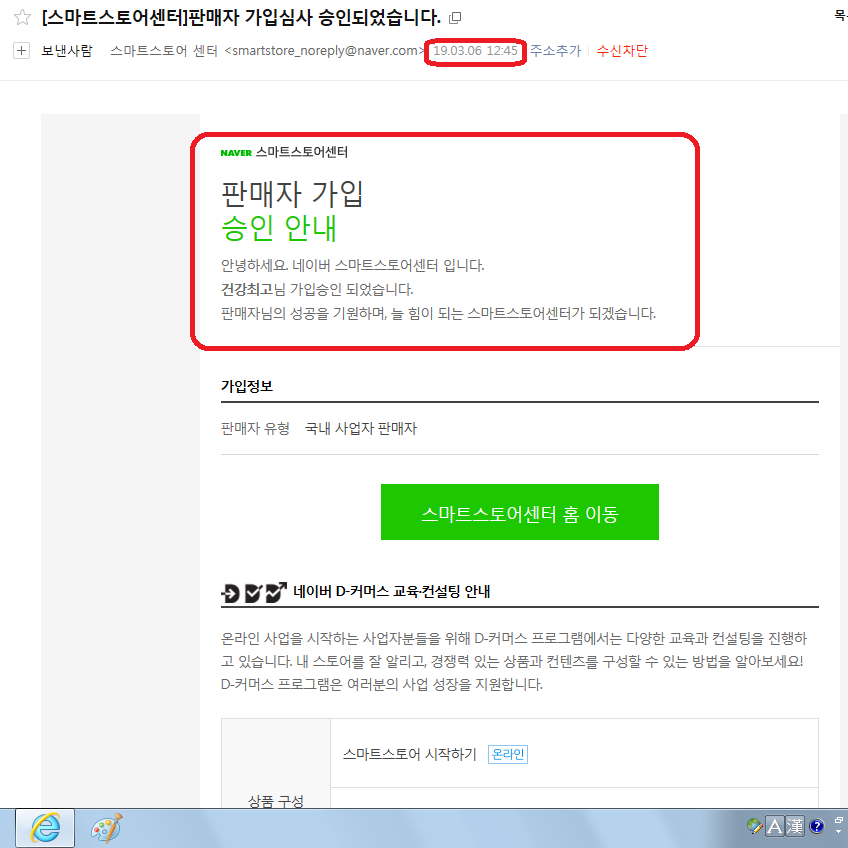 [스마트스토어센터]판매자 가입심사 승인되었습니다.
보낸사람 스마트스토어 센터 <smartstore_noreply@naver.com> 19.03.06 12:45 주소추가 수신차단
NAVER 스마트스토어센터
판매자 가입
승인 안내
안녕하세요. 네이버 스마트스토어센터 입니다.
건강최고님 가입승인 되었습니다.
판매자님의 성공을 기원하며, 늘 힘이 되는 스마트스토어센터가 되겠습니다.
가입정보
판매자 유형 국내 사업자 판매자
스마트스토어센터 홈 이동
네이버 D-커머스 교육·컨설팅 안내
온라인 사업을 시작하는 사업자분들을 위해 D-커머스 프로그램에서는 다양한 교육과 컨설팅을 진행하
고 있습니다. 내 스토어를 잘 알리고, 경쟁력 있는 상품과 컨텐츠를 구성할 수 있는 방법을 알아보세요!
D-커머스 프로그램은 여러분의 사업 성장을 지원합니다.
스마트스토어 시작하기 온라인
상품 구성
A 漢 ?